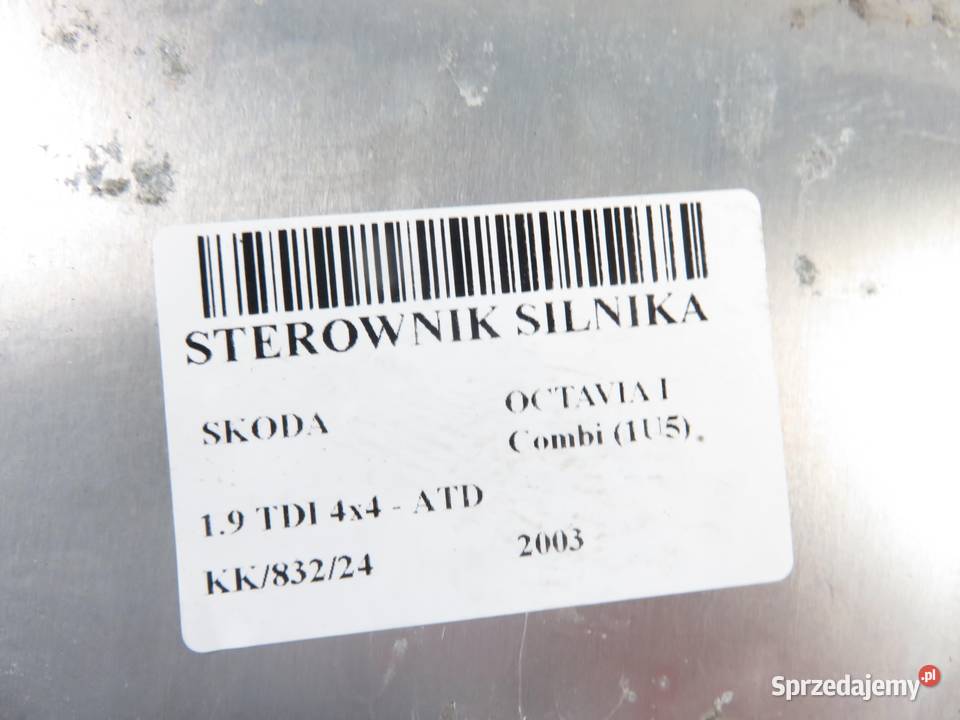 STEROWNIK SILNIKA
SKODA
OCTAVIA I
Combi (1U5)
1.9 TDI 4x4 - ATD
KK/832/24
2003
Sprzedajemy.pl